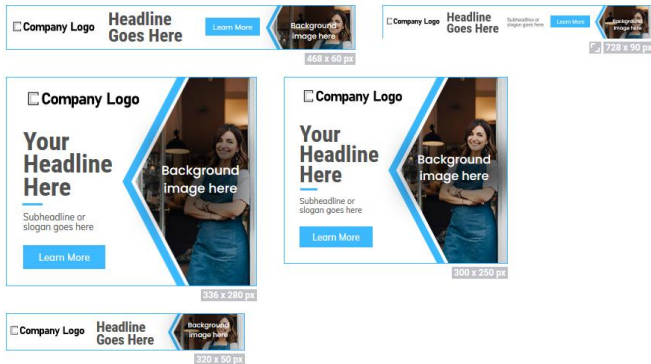 Company Logo
Headline
Goes Here
Learn More
Background
image here
468 x 60 px
Company Logo
Headline
Goes Here
Subheadline or
slogan goes here
Learn More
Background
image here
728 x 90 px
Company Logo
Your
Headline
Here
Subheadline or
slogan goes here
Learn More
Background
image here
336 x 280 px
Company Logo
Your
Headline
Here
Subheadline or
slogan goes here
Learn More
Background
image here
300 x 250 px
Company Logo
Headline
Goes Here
Background
image here
320 x 50 px